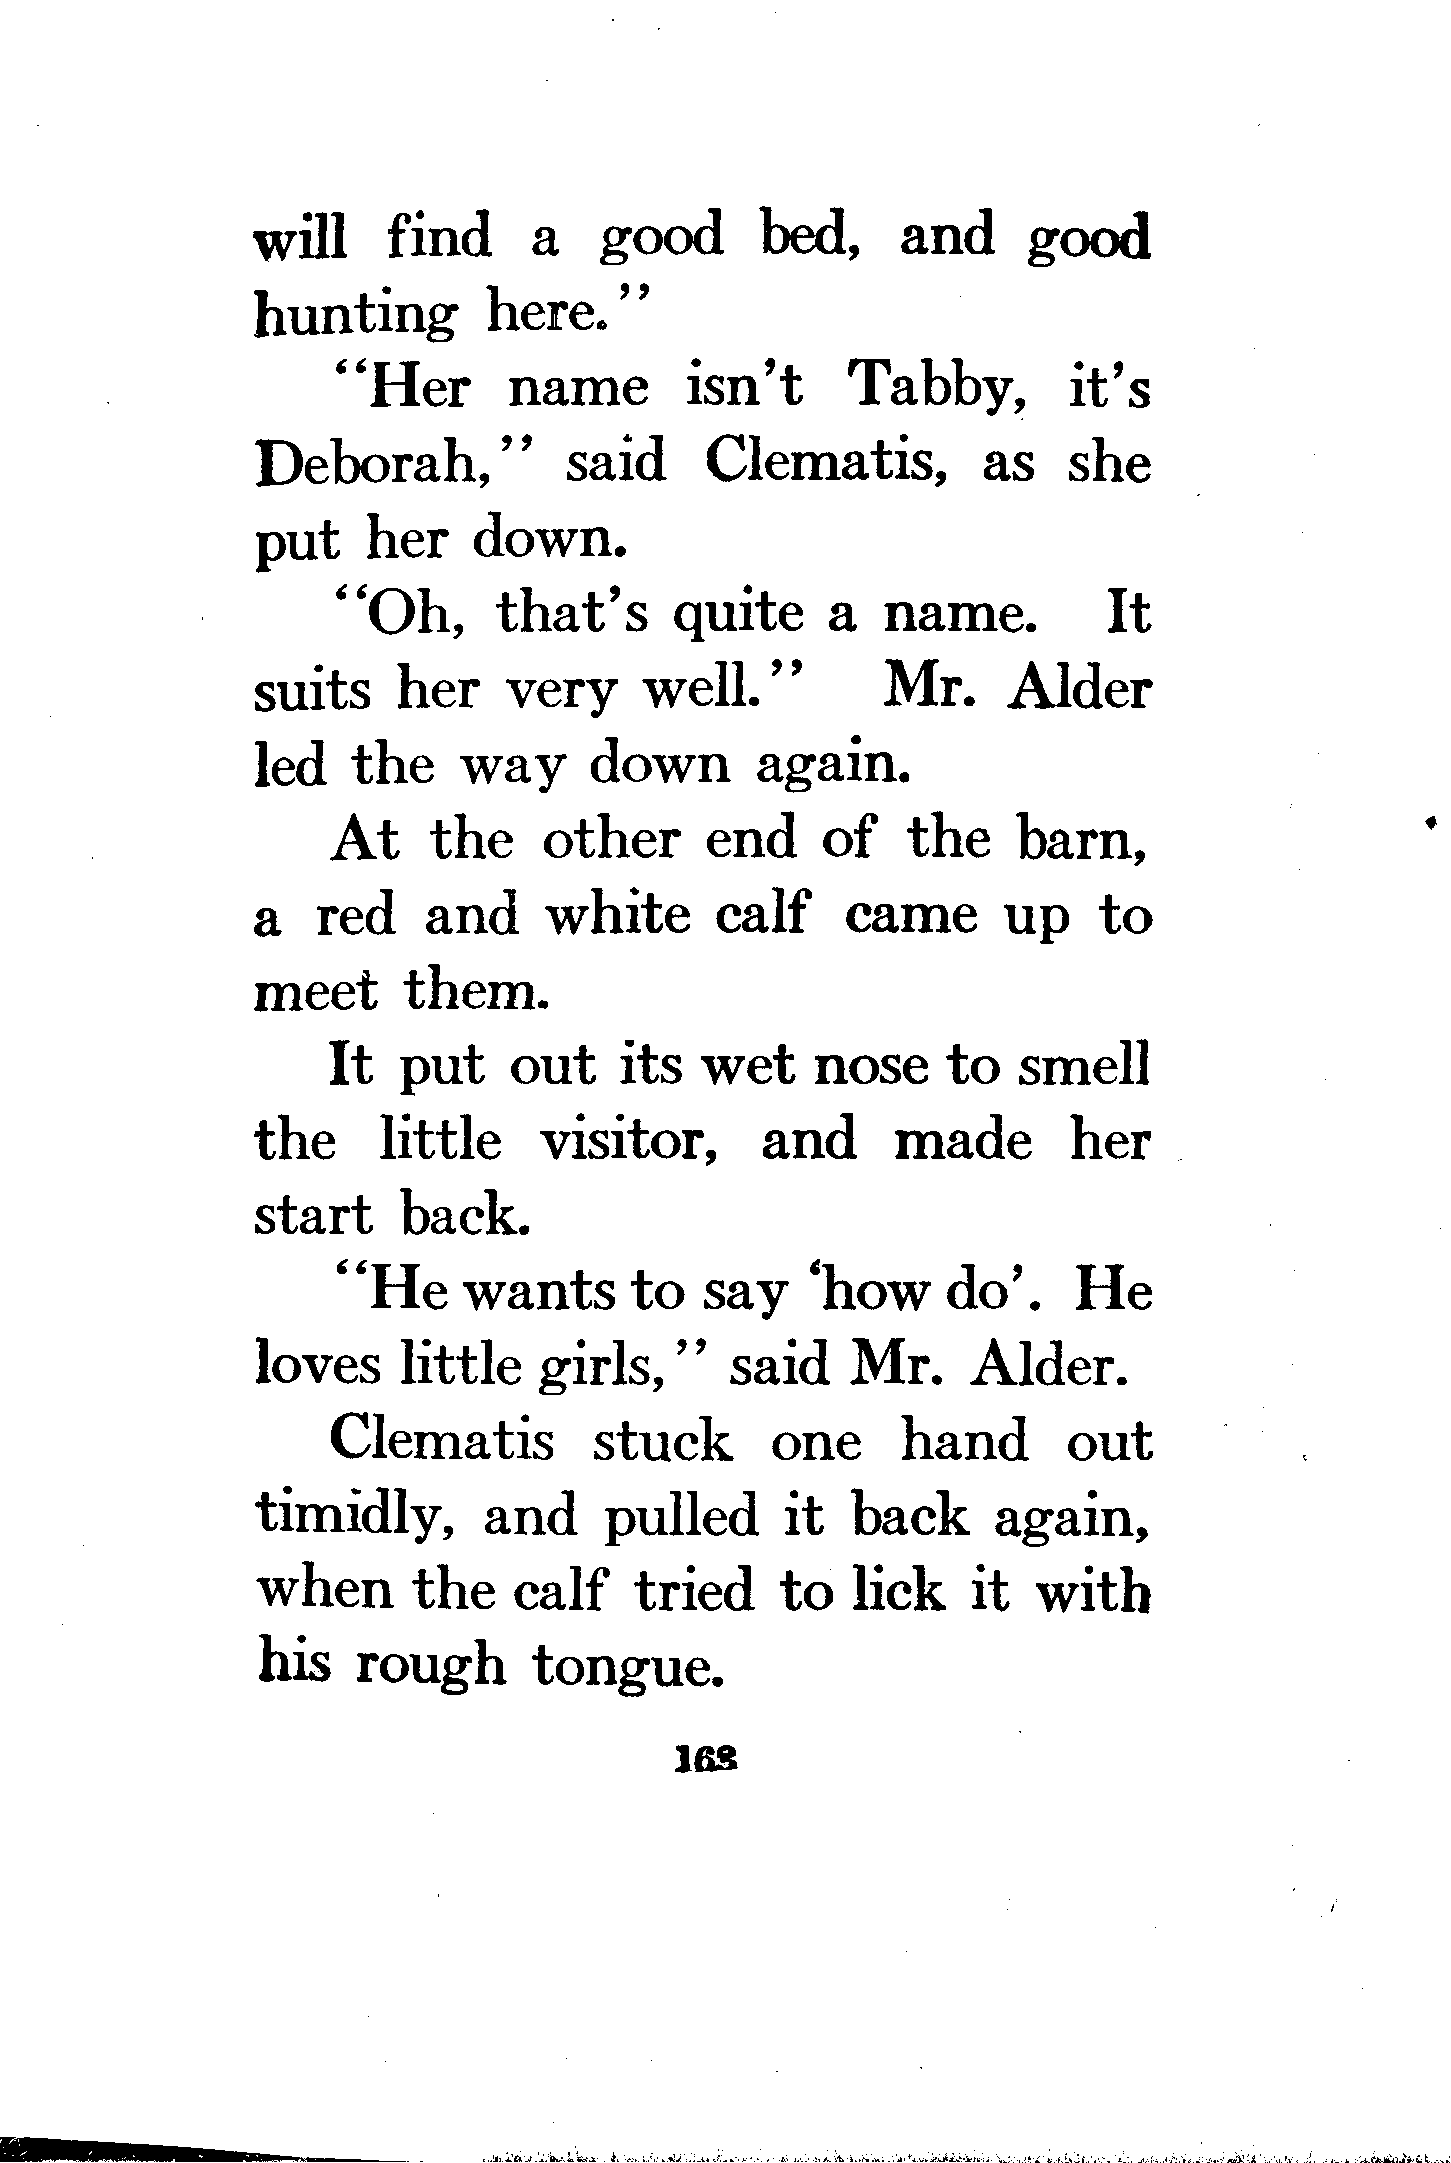 will find a good bed, and good
hunting here."
"Her name isn't Tabby, it's
Deborah," said Clematis, as she
put her down.
"Oh, that's quite a name. It
suits her very well." Mr. Alder
led the way down again.
At the other end of the barn,
a red and white calf came up to
meet them.
It put out its wet nose to smell
the little visitor, and made her
start back.
"He wants to say 'how do'. He
loves little girls," said Mr. Alder.
Clematis stuck one hand out
timidly, and pulled it back again,
when the calf tried to lick it with
his rough tongue.
163